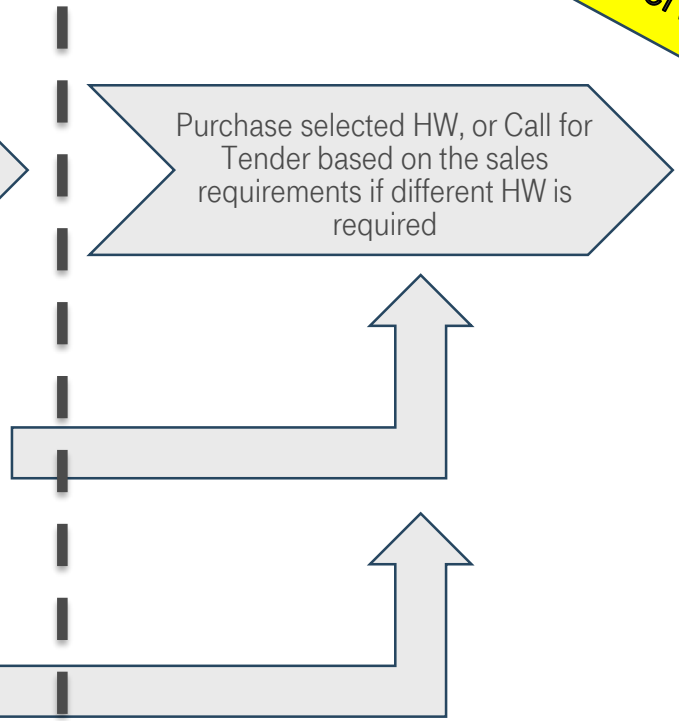 Purchase selected HW, or Call for
Tender based on the sales
requirements if different HW is
required